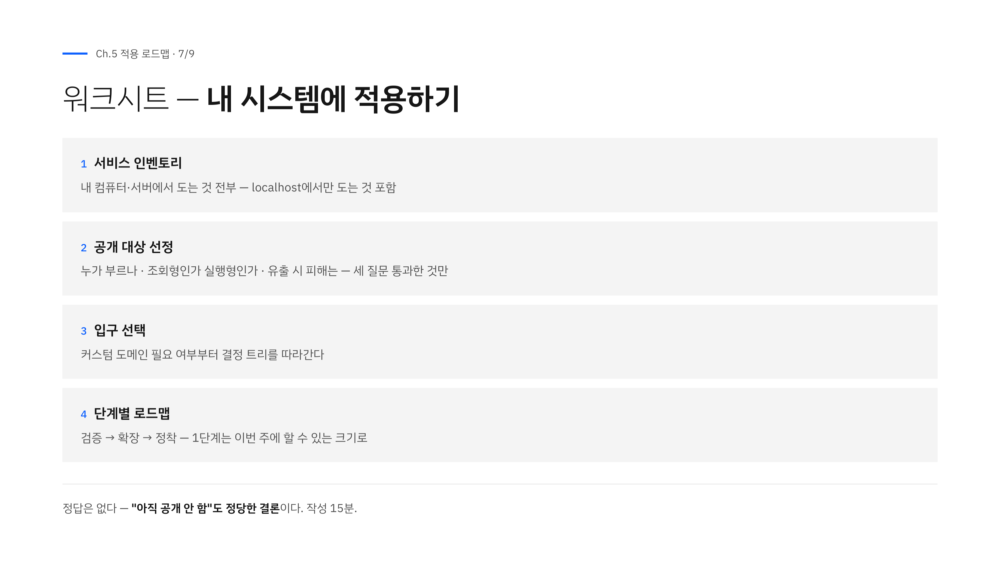 Ch.5 적용 로드맵 · 7/9
워크시트 — 내 시스템에 적용하기
1 서비스 인벤토리
내 컴퓨터·서버에서 도는 것 전부 — localhost에서만 도는 것 포함
2 공개 대상 선정
누가 부르나 · 조회형인가 실행형인가 · 유출 시 피해는 — 세 질문 통과한 것만
3 입구 선택
커스텀 도메인 필요 여부부터 결정 트리를 따라간다
4 단계별 로드맵
검증 → 확장 → 정착 — 1단계는 이번 주에 할 수 있는 크기로
정답은 없다 — "아직 공개 안 함"도 정당한 결론이다. 작성 15분.